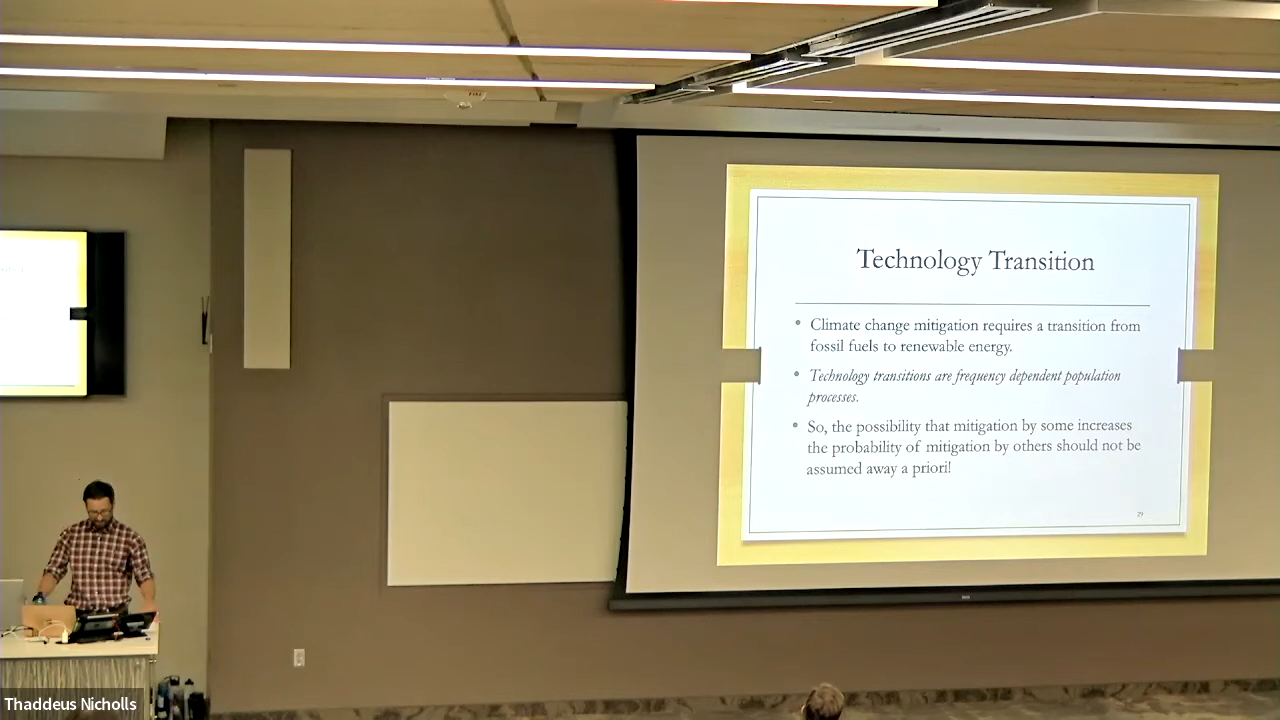 Technology Transition
• Climate change mitigation requires a transition from
fossil fuels to renewable energy.
• Technology transitions are frequency dependent population
processes.
• So, the possibility that mitigation by some increases
the probability of mitigation by others should not be
assumed away a priori!
29
Thaddeus Nicholls